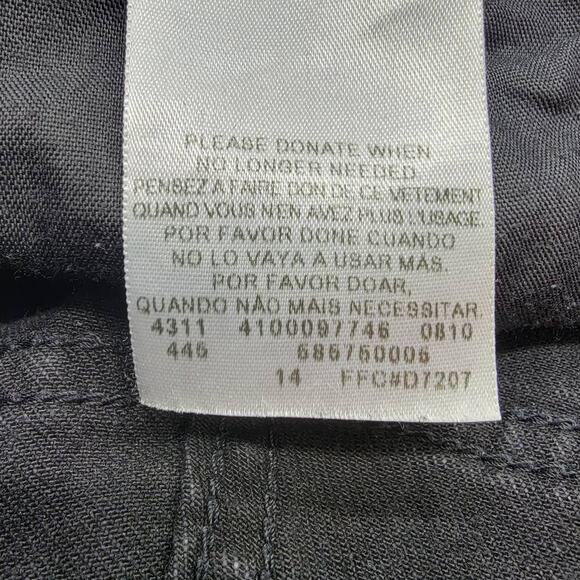 PLEASE DONATE WHEN
NO LONGER NEEDED.
PENSEZ A FAIRE DON DE CE VETEMENT
QUAND VOUS N'EN AVEZ PLUS L'USAGE.
POR FAVOR DONE CUANDO
NO LO VAYA A USAR MÁS.
POR FAVOR DOAR,
QUANDO NÃO MAIS NECESSITAR.
4311 4100097746 0810
445 686750006
14 FFC#D7207